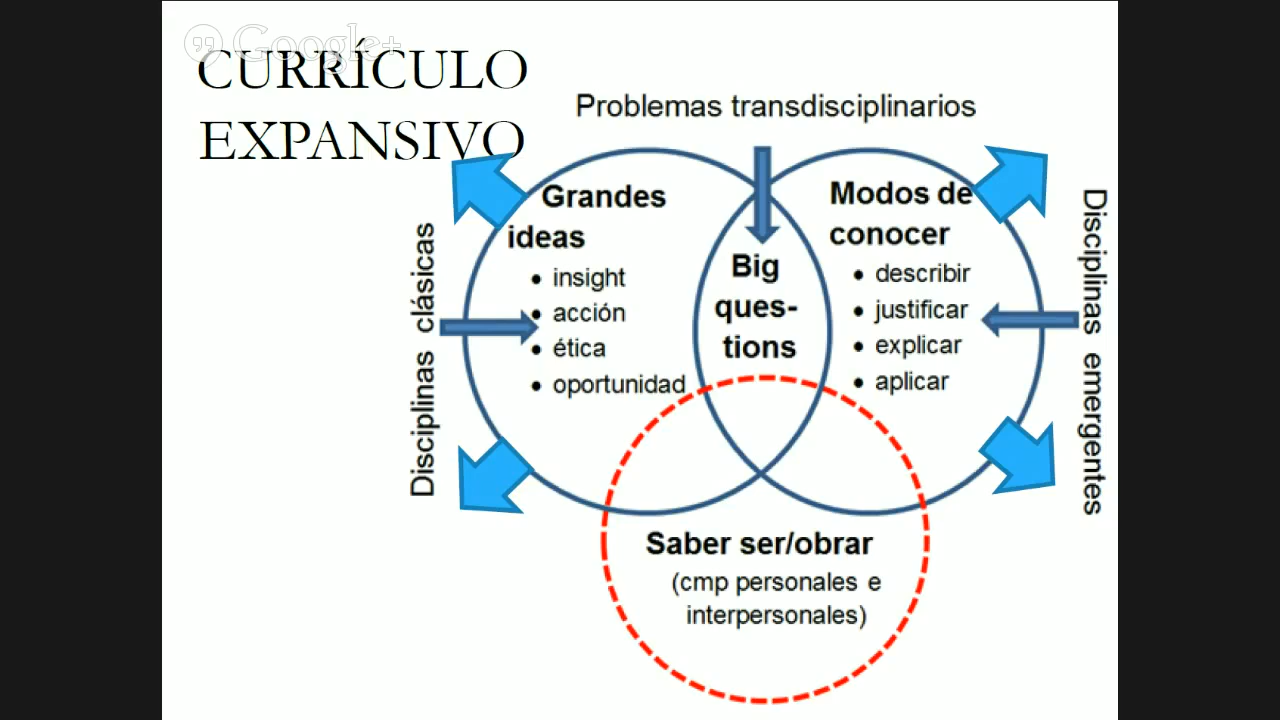 Google+
CURRÍCULO
EXPANSIVO
Problemas transdisciplinarios
Disciplinas clásicas
Grandes
ideas
• insight
• acción
• ética
• oportunidad
Big
ques-
tions
Modos de
conocer
• describir
• justificar
• explicar
• aplicar
Disciplinas emergentes
Saber ser/obrar
(cmp personales e
interpersonales)